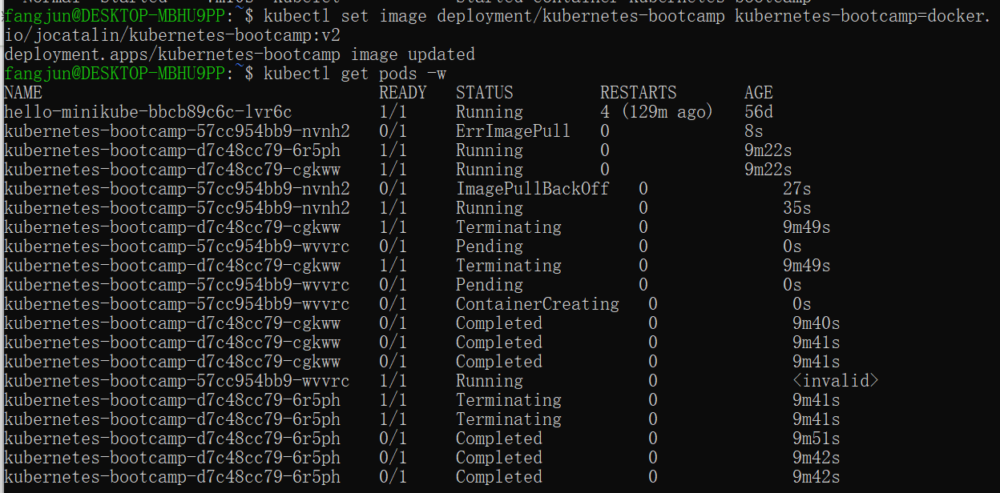 Normal  Started    vm10s  kubelet            Started container kubernetes-bootcamp
fangjun@DESKTOP-MBHU9PP:~$ kubectl set image deployment/kubernetes-bootcamp kubernetes-bootcamp=docker.
io/jocatalin/kubernetes-bootcamp:v2
deployment.apps/kubernetes-bootcamp image updated
fangjun@DESKTOP-MBHU9PP:~$ kubectl get pods -w
NAME READY STATUS RESTARTS AGE
hello-minikube-bbcb89c6c-lvr6c 1/1 Running 4 (129m ago) 56d
kubernetes-bootcamp-57cc954bb9-nvnh2 0/1 ErrImagePull 0 8s
kubernetes-bootcamp-d7c48cc79-6r5ph 1/1 Running 0 9m22s
kubernetes-bootcamp-d7c48cc79-cgkww 1/1 Running 0 9m22s
kubernetes-bootcamp-57cc954bb9-nvnh2 0/1 ImagePullBackOff 0 27s
kubernetes-bootcamp-57cc954bb9-nvnh2 1/1 Running 0 35s
kubernetes-bootcamp-d7c48cc79-cgkww 1/1 Terminating 0 9m49s
kubernetes-bootcamp-57cc954bb9-wvvrc 0/1 Pending 0 0s
kubernetes-bootcamp-d7c48cc79-cgkww 1/1 Terminating 0 9m49s
kubernetes-bootcamp-57cc954bb9-wvvrc 0/1 Pending 0 0s
kubernetes-bootcamp-57cc954bb9-wvvrc 0/1 ContainerCreating 0 0s
kubernetes-bootcamp-d7c48cc79-cgkww 0/1 Completed 0 9m40s
kubernetes-bootcamp-d7c48cc79-cgkww 0/1 Completed 0 9m41s
kubernetes-bootcamp-d7c48cc79-cgkww 0/1 Completed 0 9m41s
kubernetes-bootcamp-57cc954bb9-wvvrc 1/1 Running 0 <invalid>
kubernetes-bootcamp-d7c48cc79-6r5ph 1/1 Terminating 0 9m41s
kubernetes-bootcamp-d7c48cc79-6r5ph 1/1 Terminating 0 9m41s
kubernetes-bootcamp-d7c48cc79-6r5ph 0/1 Completed 0 9m51s
kubernetes-bootcamp-d7c48cc79-6r5ph 0/1 Completed 0 9m42s
kubernetes-bootcamp-d7c48cc79-6r5ph 0/1 Completed 0 9m42s